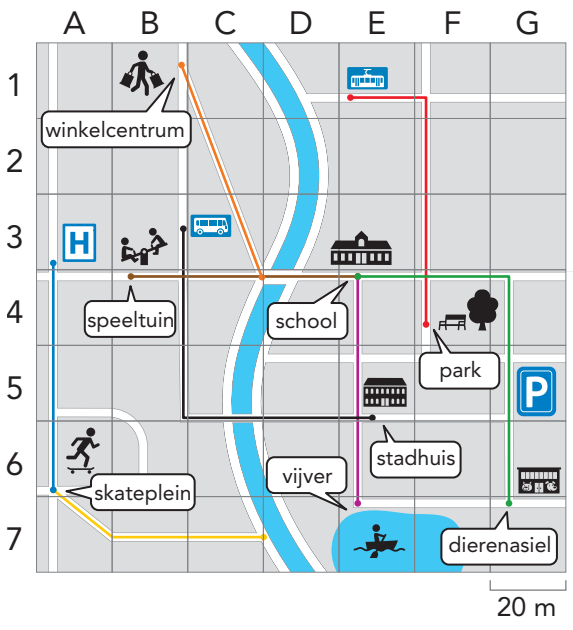 A B C D E F G
1
winkelcentrum
2
3
H
4
speeltuin
school
park
5
P
stadhuis
6
skateplein
vijver
7
dierenasiel
20 m